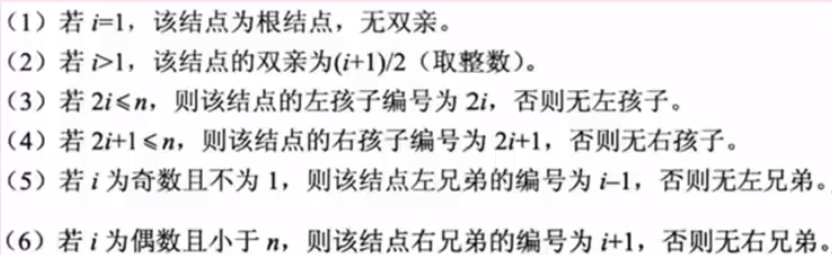 （1）若 i=1，该结点为根结点，无双亲。
（2）若 i>1，该结点的双亲为(i+1)/2（取整数）。
（3）若 2i≤n，则该结点的左孩子编号为 2i，否则无左孩子。
（4）若 2i+1≤n，则该结点的右孩子编号为 2i+1，否则无右孩子。
（5）若 i 为奇数且不为 1，则该结点左兄弟的编号为 i–1，否则无左兄弟。
（6）若 i 为偶数且小于 n，则该结点右兄弟的编号为 i+1，否则无右兄弟。